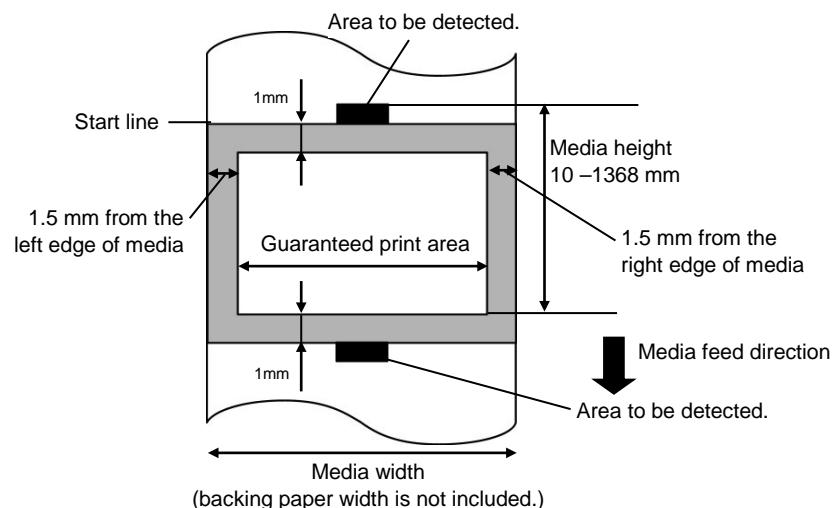 Area to be detected.
1mm
Start line
Media height
10 –1368 mm
1.5 mm from the
left edge of media
Guaranteed print area
1.5 mm from the
right edge of media
Media feed direction
1mm
Area to be detected.
Media width
(backing paper width is not included.)